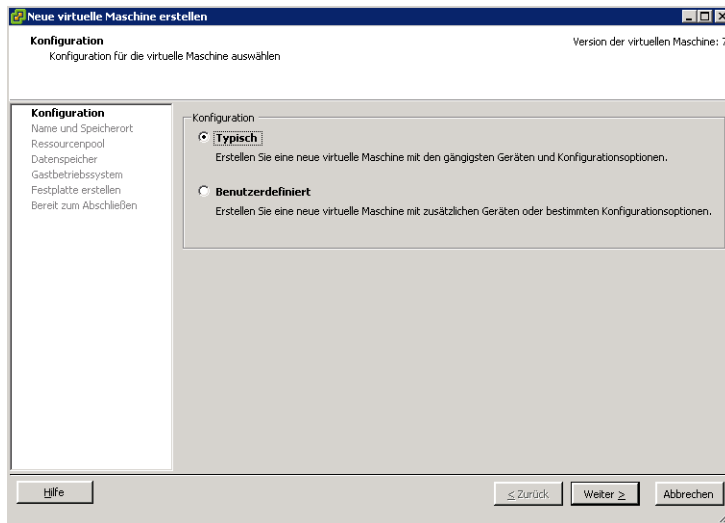 Neue virtuelle Maschine erstellen
Konfiguration
Konfiguration für die virtuelle Maschine auswählen
Version der virtuellen Maschine: 7
Konfiguration
Name und Speicherort
Ressourcenpool
Datenspeicher
Gastbetriebssystem
Festplatte erstellen
Bereit zum Abschließen
Konfiguration
Typisch
Erstellen Sie eine neue virtuelle Maschine mit den gängigsten Geräten und Konfigurationsoptionen.
Benutzerdefiniert
Erstellen Sie eine neue virtuelle Maschine mit zusätzlichen Geräten oder bestimmten Konfigurationsoptionen.
Hilfe
< Zurück
Weiter >
Abbrechen